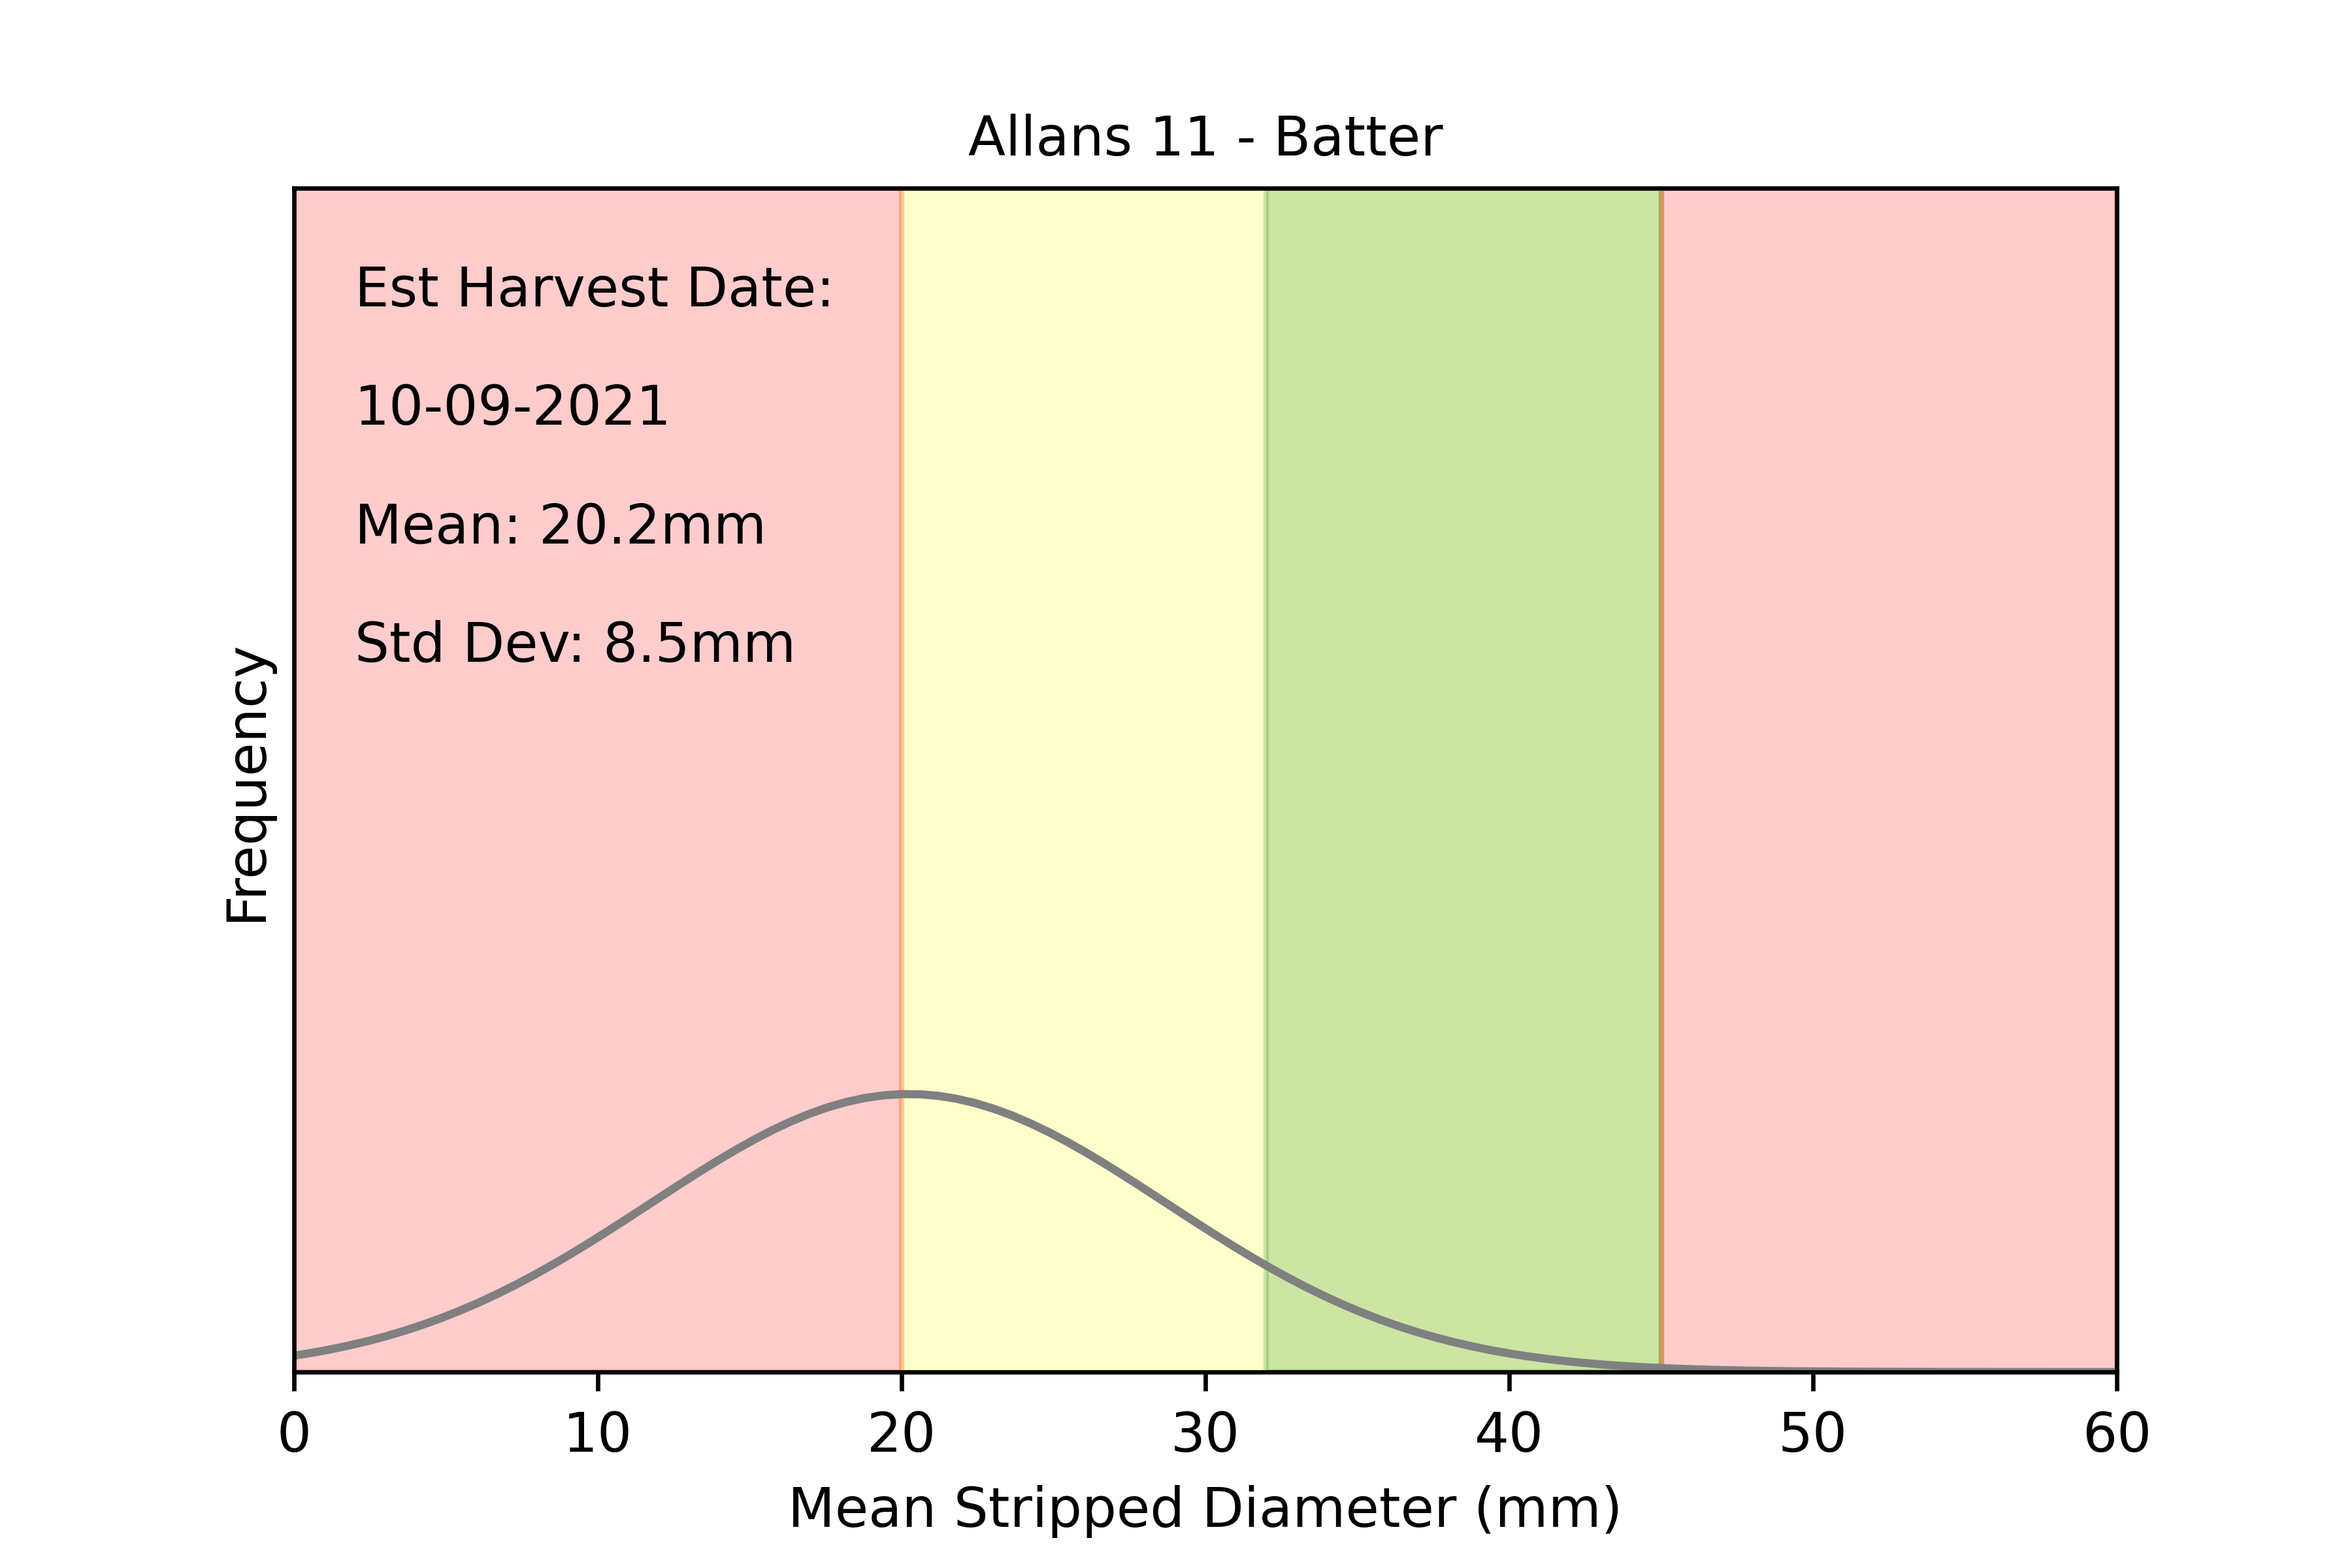 Allans 11 - Batter
Est Harvest Date:
10-09-2021
Mean: 20.2mm
Std Dev: 8.5mm
Frequency
0 10 20 30 40 50 60
Mean Stripped Diameter (mm)